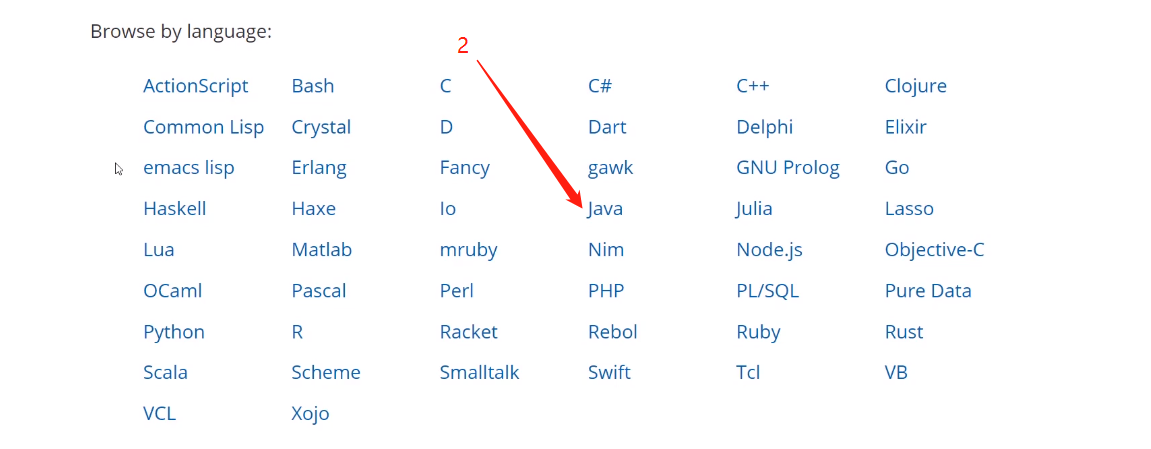 Browse by language:
2
ActionScript Bash C C# C++ Clojure
Common Lisp Crystal D Dart Delphi Elixir
emacs lisp Erlang Fancy gawk GNU Prolog Go
Haskell Haxe Io Java Julia Lasso
Lua Matlab mruby Nim Node.js Objective-C
OCaml Pascal Perl PHP PL/SQL Pure Data
Python R Racket Rebol Ruby Rust
Scala Scheme Smalltalk Swift Tcl VB
VCL Xojo